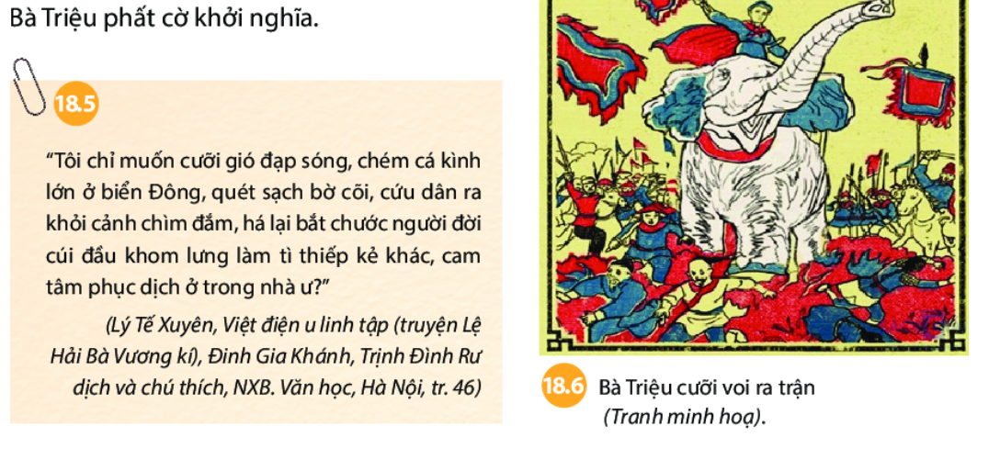 Bà Triệu phất cờ khởi nghĩa.
18.5
“Tôi chỉ muốn cưỡi gió đạp sóng, chém cá kình
lớn ở biển Đông, quét sạch bờ cõi, cứu dân ra
khỏi cảnh chìm đắm, há lại bắt chước người đời
cúi đầu khom lưng làm tì thiếp kẻ khác, cam
tâm phục dịch ở trong nhà ư?”
(Lý Tế Xuyên, Việt điện u linh tập (truyện Lệ
Hải Bà Vương kí), Đinh Gia Khánh, Trịnh Đình Rư
dịch và chú thích, NXB. Văn học, Hà Nội, tr. 46)
18.6 Bà Triệu cưỡi voi ra trận
(Tranh minh hoạ).